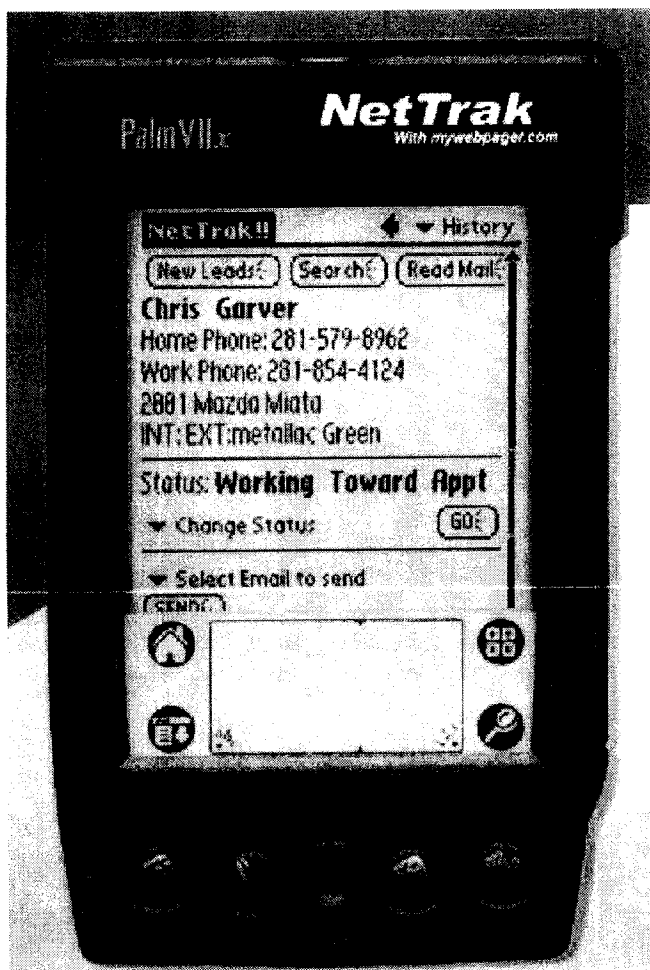 PalmVIIx
NetTrak
With mywebpager.com
NetTrak!!
History
New Leads Search Read Mail
Chris Garver
Home Phone: 281-579-8962
Work Phone: 281-854-4124
2001 Mazda Miata
INT: EXT:metallac Green
Status: Working Toward Appt
Change Status
GO
Select Email to send
SEND